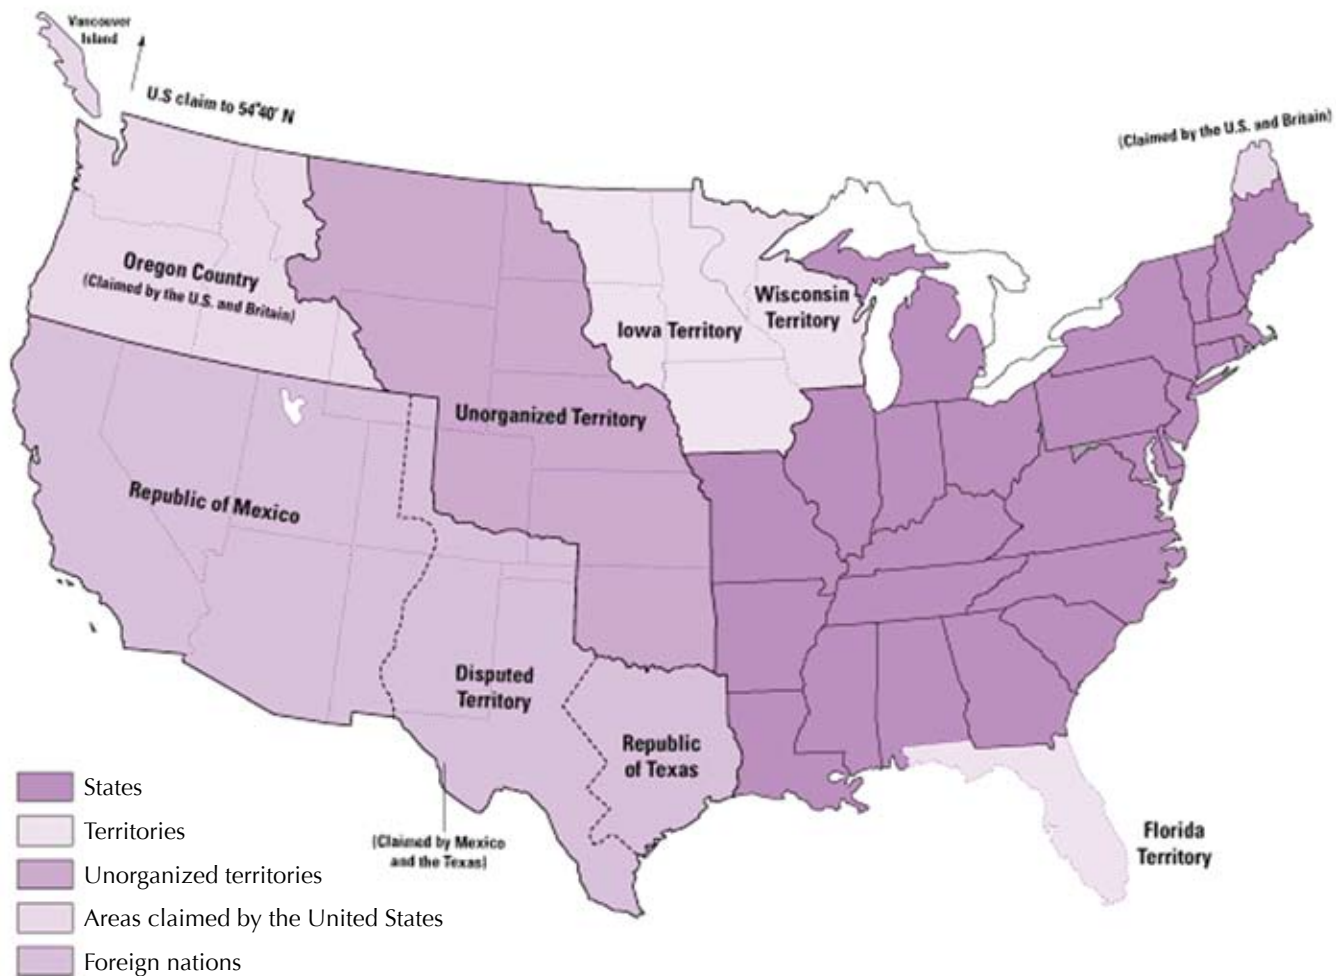 Vancouver
Island
U.S claim to 54°40' N
(Claimed by the U.S. and Britain)
Oregon Country
(Claimed by the U.S. and Britain)
Wisconsin
Territory
Iowa Territory
Unorganized Territory
Republic of Mexico
Disputed
Territory
Republic
of Texas
(Claimed by Mexico
and the Texas)
Florida
Territory
States
Territories
Unorganized territories
Areas claimed by the United States
Foreign nations